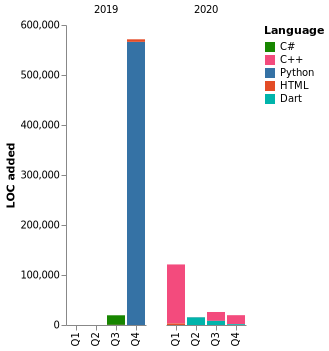 2019 2020
Language
C#
C++
Python
HTML
Dart
600,000
500,000
400,000
300,000
200,000
100,000
0
LOC added
Q1 Q2 Q3 Q4 Q1 Q2 Q3 Q4